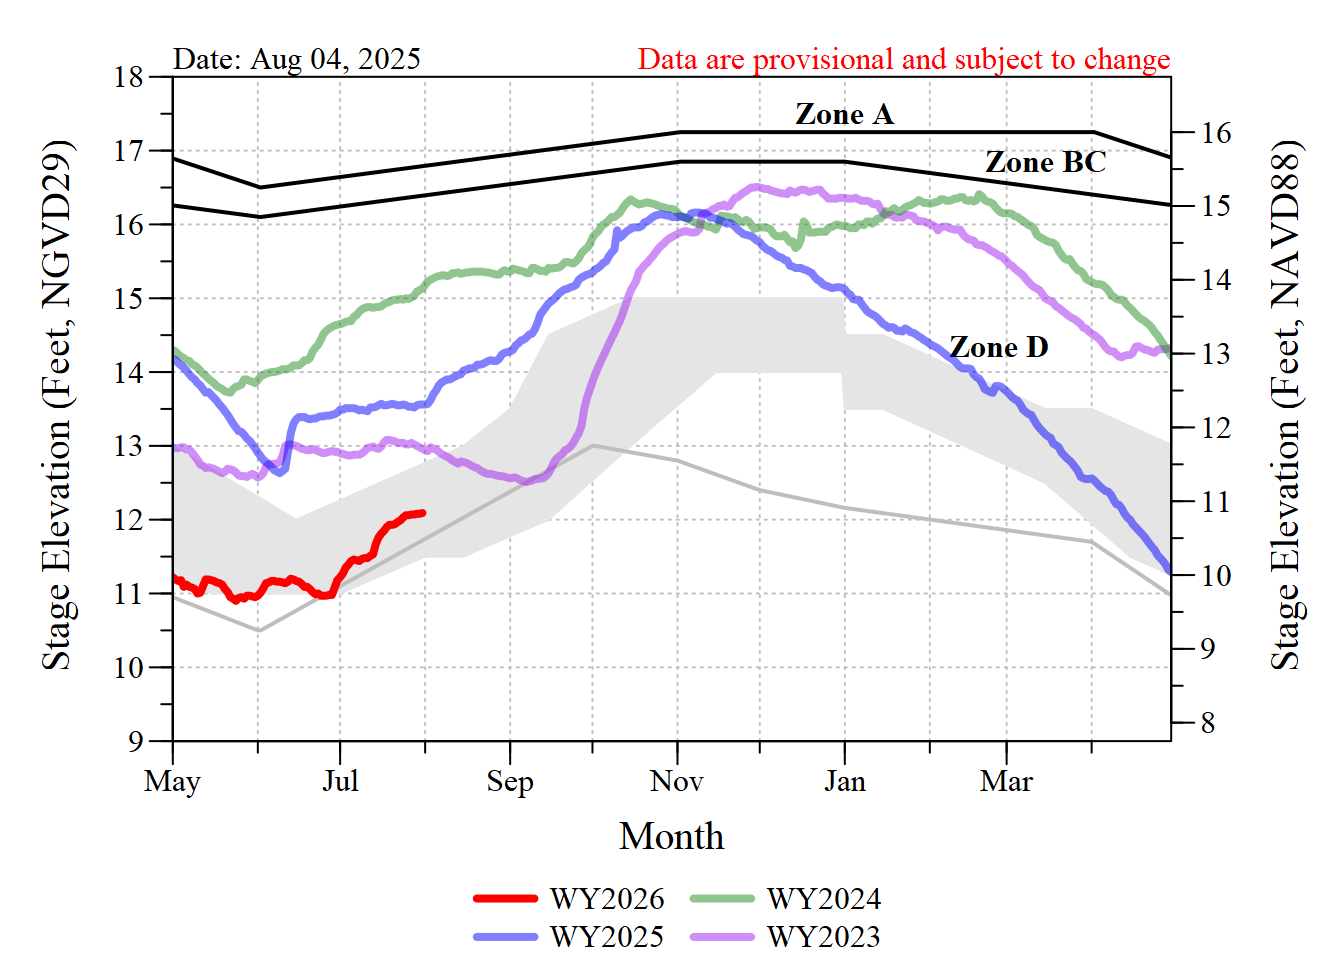 Date: Aug 04, 2025
Data are provisional and subject to change
Stage Elevation (Feet, NGVD29)
18
17
16
15
14
13
12
11
10
9
Zone A
Zone BC
Zone D
16
15
14
13
12
11
10
9
8
Stage Elevation (Feet, NAVD88)
May
Jul
Sep
Nov
Jan
Mar
Month
WY2026
WY2024
WY2025
WY2023